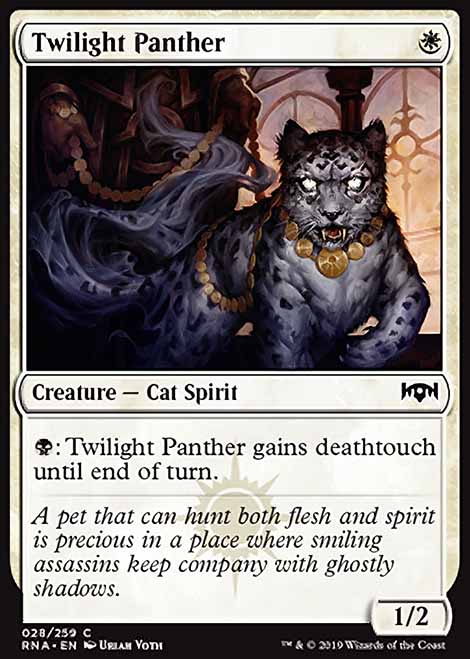 Twilight Panther
Creature — Cat Spirit
: Twilight Panther gains deathtouch
until end of turn.
A pet that can hunt both flesh and spirit
is precious in a place where smiling
assassins keep company with ghostly
shadows.
1/2
028/259 C
RNA • EN Uriah Voth
™ & © 2019 Wizards of the Coast